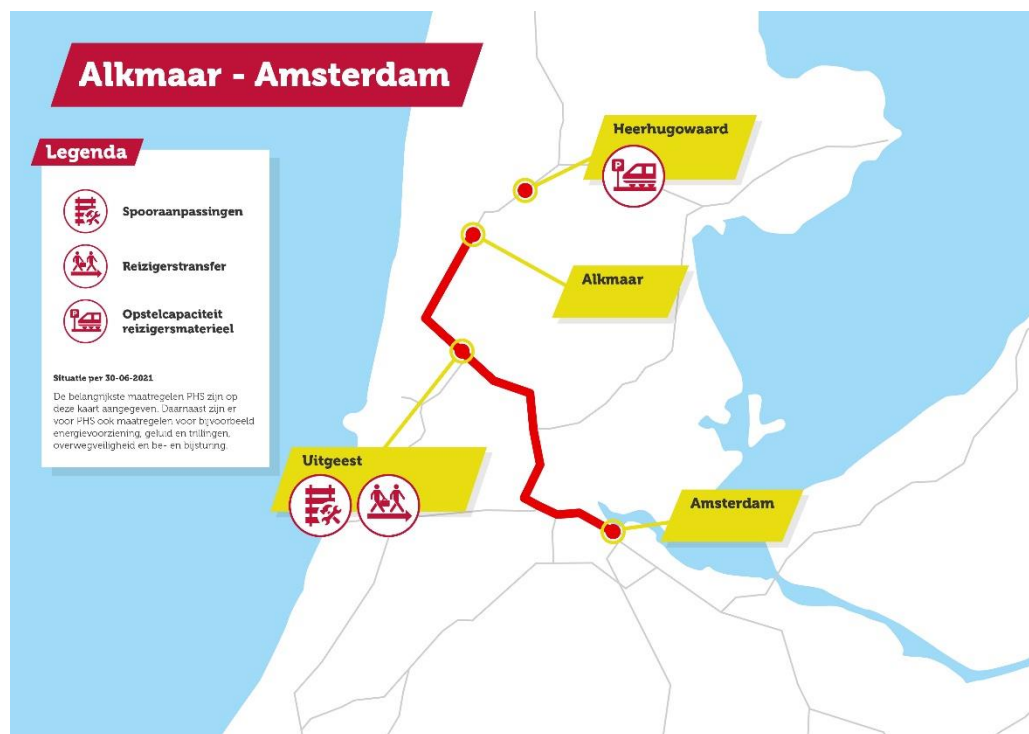 Alkmaar - Amsterdam
Legenda
Spooraanpassingen
Reizigerstransfer
Opstelcapaciteit
reizigersmaterieel
Situatie per 30-06-2021
De belangrijkste maatregelen PHS zijn op
deze kaart aangegeven. Daarnaast zijn er
voor PHS ook maatregelen voor bijvoorbeeld
energievoorziening, geluid en trillingen,
overwegveiligheid en be- en bijsturing.
Heerhugowaard
P
Alkmaar
Uitgeest
Amsterdam
P